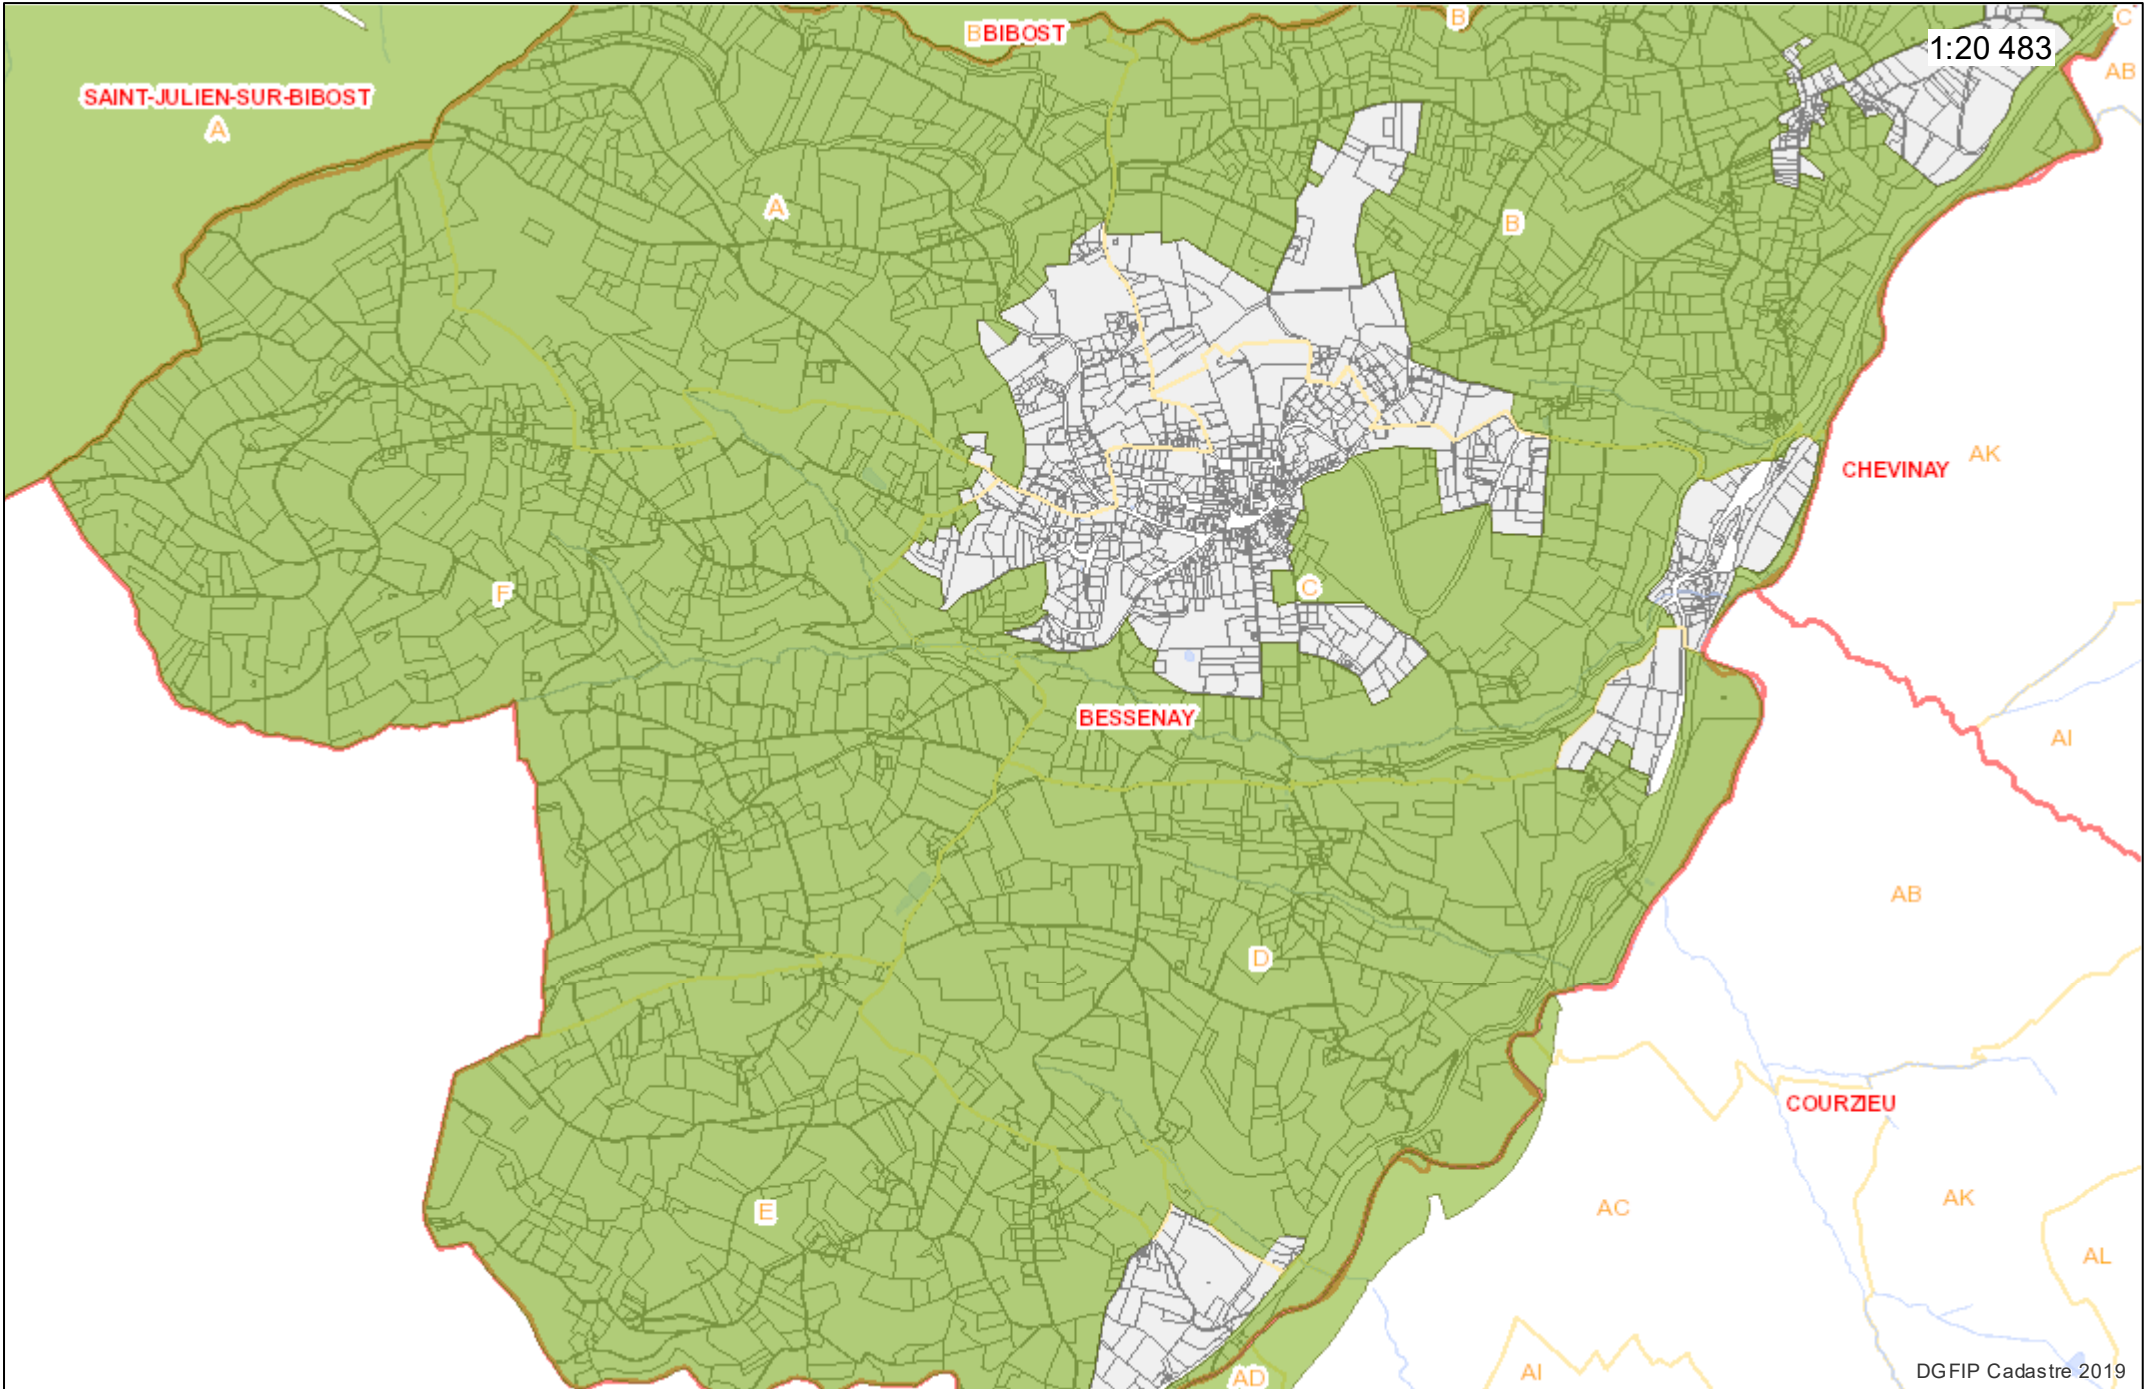 B
C
BBIBOST
1:20 483
AB
SAINT-JULIEN-SUR-BIBOST
A
A
B
AK
CHEVINAY
C
F
BESSENAY
AI
AB
D
COURZIEU
AK
AC
E
AL
AI
AD
DGFIP Cadastre 2019